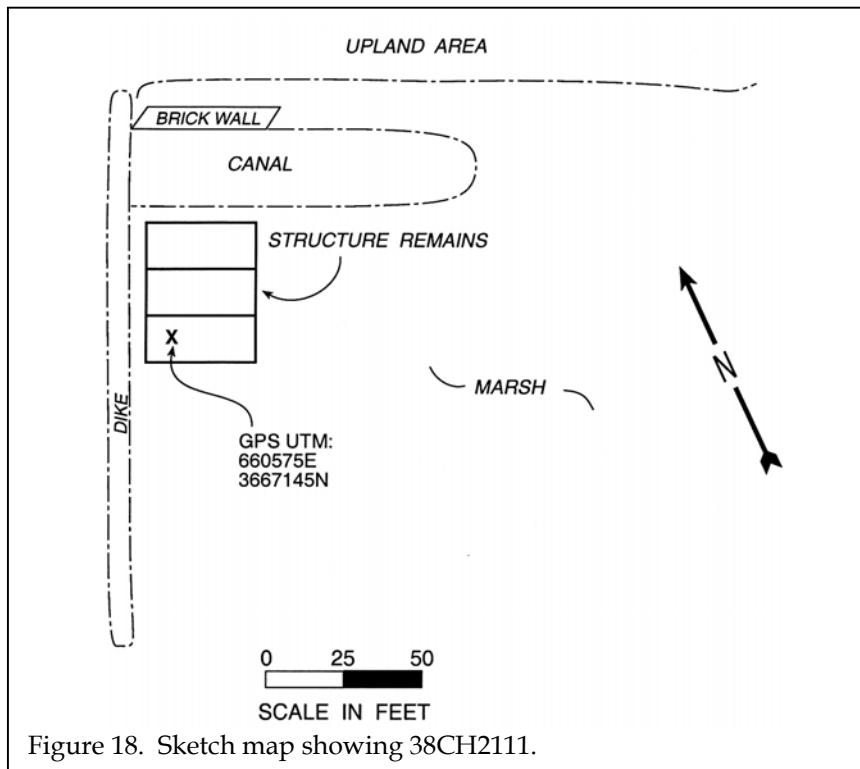 UPLAND AREA
BRICK WALL
CANAL
STRUCTURE REMAINS
X
N
MARSH
DIKE
GPS UTM:
660575E
3667145N
0 25 50
SCALE IN FEET
Figure 18. Sketch map showing 38CH2111.